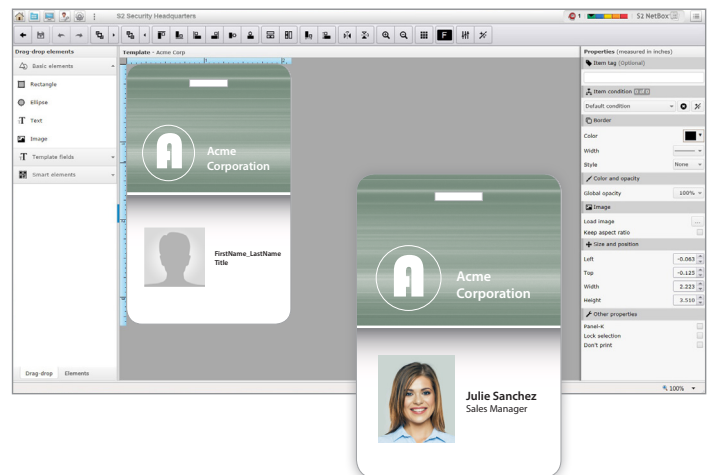 S2 Security Headquarters
1
S2 NetBox
F
Drag-drop elements
Basic elements
Rectangle
Ellipse
T Text
Image
T Template fields
Smart elements
Drag-drop Elements
Template - Acme Corp
A
Acme
Corporation
FirstName_LastName
Title
A
Acme
Corporation
Julie Sanchez
Sales Manager
Properties (measured in inches)
Item tag (Optional)
Item condition
Default condition
Border
Color
Width
Style None
Color and opacity
Global opacity 100%
Image
Load image ...
Keep aspect ratio
Size and position
Left -0.083
Top -0.125
Width 2.223
Height 3.510
Other properties
Panel-K
Lock selection
Don't print
100%